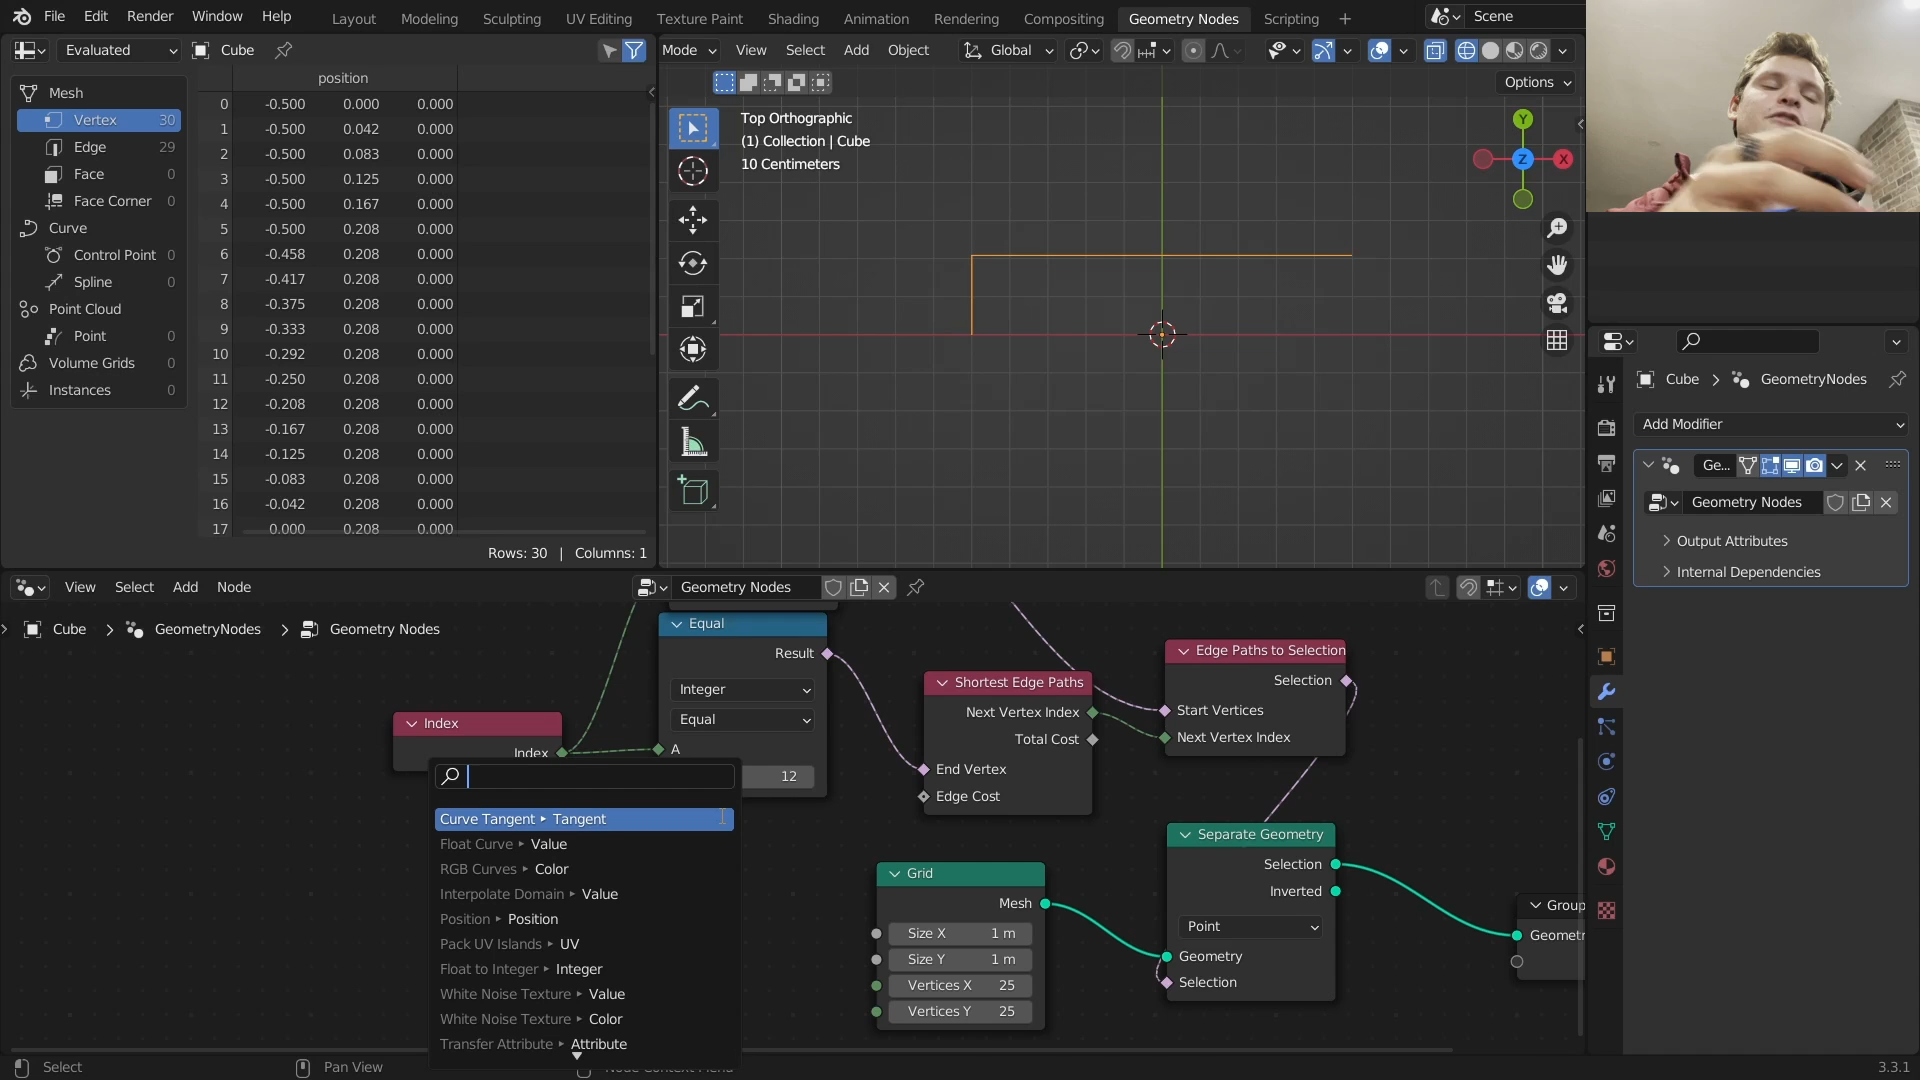 File Edit Render Window Help Layout Modeling Sculpting UV Editing Texture Paint Shading Animation Rendering Compositing Geometry Nodes Scripting + Scene
Evaluated Cube
Mode View Select Add Object Global
Options
position
Mesh
Vertex 30
Edge 29
Face 0
Face Corner 0
Curve
Control Point 0
Spline 0
Point Cloud
Point 0
Volume Grids 0
Instances 0
0 -0.500 0.000 0.000
1 -0.500 0.042 0.000
2 -0.500 0.083 0.000
3 -0.500 0.125 0.000
4 -0.500 0.167 0.000
5 -0.500 0.208 0.000
6 -0.458 0.208 0.000
7 -0.417 0.208 0.000
8 -0.375 0.208 0.000
9 -0.333 0.208 0.000
10 -0.292 0.208 0.000
11 -0.250 0.208 0.000
12 -0.208 0.208 0.000
13 -0.167 0.208 0.000
14 -0.125 0.208 0.000
15 -0.083 0.208 0.000
16 -0.042 0.208 0.000
17 0.000 0.208 0.000
Rows: 30 | Columns: 1
Top Orthographic
(1) Collection | Cube
10 Centimeters
Y
Z
X
Cube > GeometryNodes
Add Modifier
Ge...
Geometry Nodes
Output Attributes
Internal Dependencies
View Select Add Node Geometry Nodes
Cube > GeometryNodes > Geometry Nodes
Index
Index
Equal
Result
Integer
Equal
A
12
Shortest Edge Paths
Next Vertex Index
Total Cost
End Vertex
Edge Cost
Edge Paths to Selection
Selection
Start Vertices
Next Vertex Index
Grid
Mesh
Size X 1 m
Size Y 1 m
Vertices X 25
Vertices Y 25
Separate Geometry
Selection
Inverted
Point
Geometry
Selection
Group
Geometr
Curve Tangent ▸ Tangent
Float Curve ▸ Value
RGB Curves ▸ Color
Interpolate Domain ▸ Value
Position ▸ Position
Pack UV Islands ▸ UV
Float to Integer ▸ Integer
White Noise Texture ▸ Value
White Noise Texture ▸ Color
Transfer Attribute ▸ Attribute
Select Pan View Node Context Menu 3.3.1